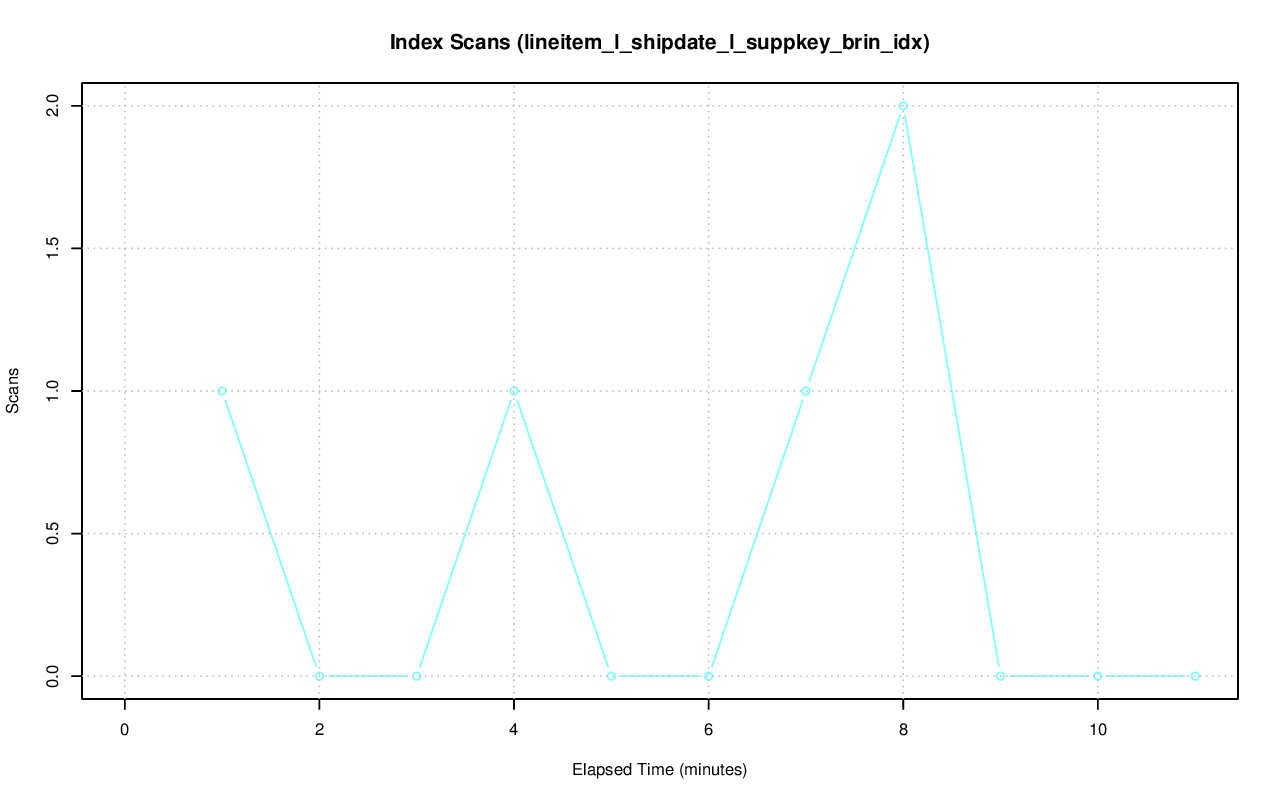 Index Scans (lineitem_l_shipdate_l_suppkey_brin_idx)
2.0
1.5
1.0
0.5
0.0
Scans
0 2 4 6 8 10
Elapsed Time (minutes)